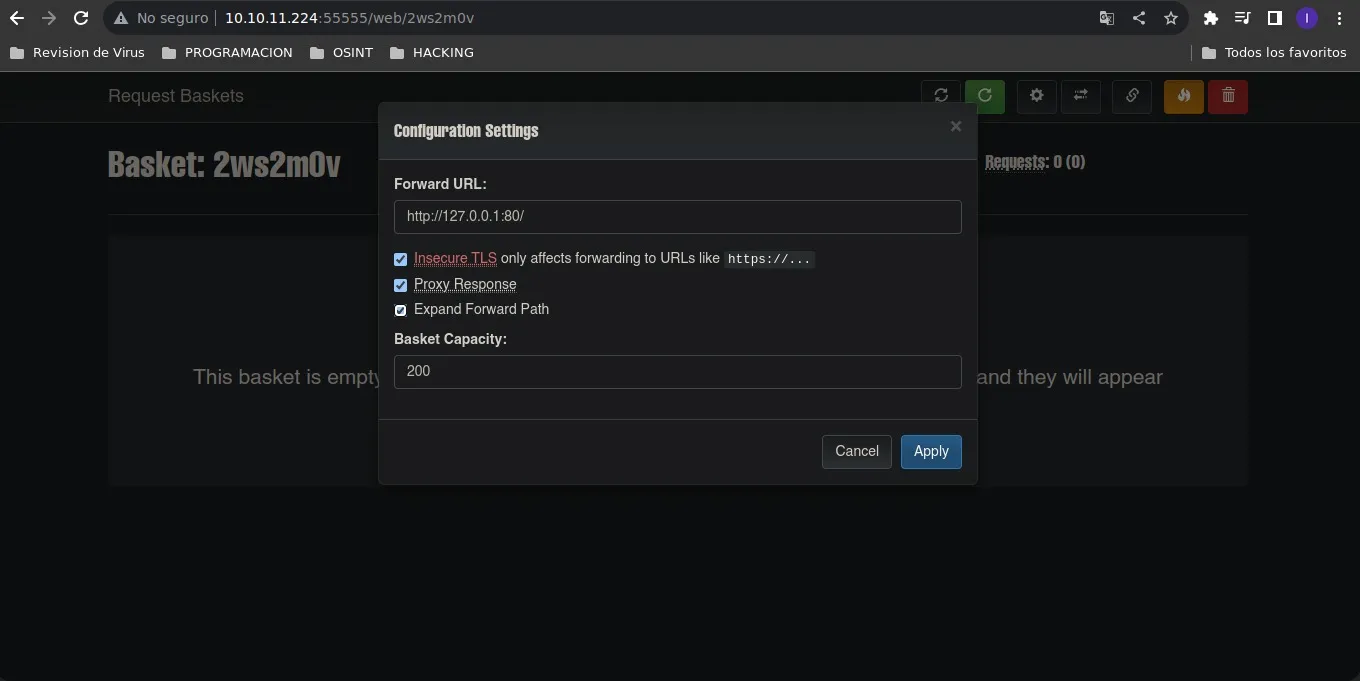 No seguro 10.10.11.224:55555/web/2ws2m0v I
Revision de Virus PROGRAMACION OSINT HACKING Todos los favoritos
Request Baskets
Configuration Settings ×
Basket: 2ws2m0v Requests: 0 (0)
Forward URL:
http://127.0.0.1:80/
Insecure TLS only affects forwarding to URLs like https://...
Proxy Response
Expand Forward Path
Basket Capacity:
200
This basket is empty and they will appear
Cancel Apply